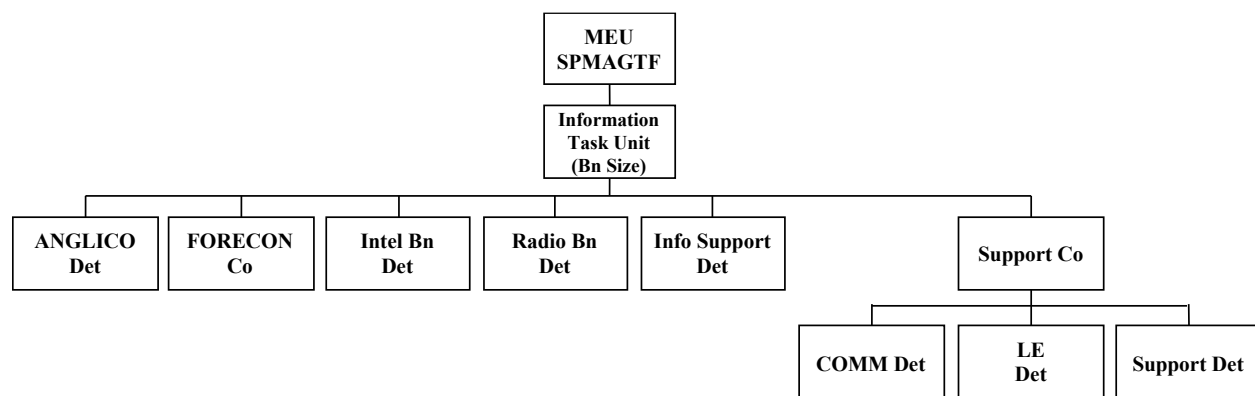 MEU
SPMAGTF
Information
Task Unit
(Bn Size)
ANGLICO
Det
FORECON
Co
Intel Bn
Det
Radio Bn
Det
Info Support
Det
Support Co
COMM Det
LE
Det
Support Det